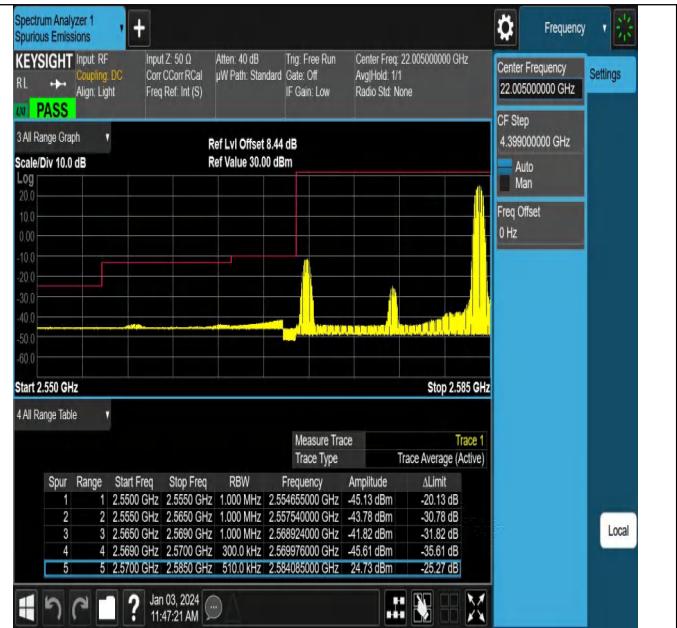 Spectrum Analyzer 1
Spurious Emissions
Frequency
KEYSIGHT
RL
Input: RF
Coupling: DC
Align: Light
Input Z: 50 Ω
Corr CCorr RCal
Freq Ref: Int (S)
Atten: 40 dB
µW Path: Standard
Trig: Free Run
Gate: Off
IF Gain: Low
Center Freq: 22.005000000 GHz
Avg|Hold: 1/1
Radio Std: None
PASS
Center Frequency
22.005000000 GHz
Settings
CF Step
4.399000000 GHz
Auto
Man
Freq Offset
0 Hz
3 All Range Graph
Ref Lvl Offset 8.44 dB
Scale/Div 10.0 dB
Ref Value 30.00 dBm
Log
20.0
10.0
0.00
-10.0
-20.0
-30.0
-40.0
-50.0
-60.0
Start 2.550 GHz
Stop 2.585 GHz
4 All Range Table
Measure Trace Trace 1
Trace Type Trace Average (Active)
Spur Range Start Freq Stop Freq RBW Frequency Amplitude ΔLimit
1 1 2.5500 GHz 2.5550 GHz 1.000 MHz 2.554655000 GHz -45.13 dBm -20.13 dB
2 2 2.5550 GHz 2.5650 GHz 1.000 MHz 2.557540000 GHz -43.78 dBm -30.78 dB
3 3 2.5650 GHz 2.5690 GHz 1.000 MHz 2.568924000 GHz -41.82 dBm -31.82 dB
4 4 2.5690 GHz 2.5700 GHz 300.0 kHz 2.569976000 GHz -45.61 dBm -35.61 dB
5 5 2.5700 GHz 2.5850 GHz 510.0 kHz 2.584085000 GHz 24.73 dBm -25.27 dB
Local
Jan 03, 2024
11:47:21 AM